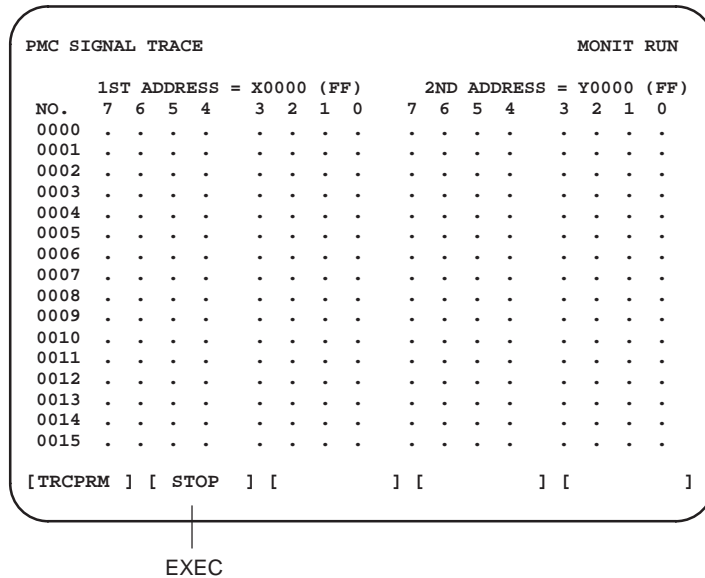 PMC SIGNAL TRACE MONIT RUN
1ST ADDRESS = X0000 (FF) 2ND ADDRESS = Y0000 (FF)
NO. 7 6 5 4 3 2 1 0 7 6 5 4 3 2 1 0
0000 . . . . . . . . . . . . . . . .
0001 . . . . . . . . . . . . . . . .
0002 . . . . . . . . . . . . . . . .
0003 . . . . . . . . . . . . . . . .
0004 . . . . . . . . . . . . . . . .
0005 . . . . . . . . . . . . . . . .
0006 . . . . . . . . . . . . . . . .
0007 . . . . . . . . . . . . . . . .
0008 . . . . . . . . . . . . . . . .
0009 . . . . . . . . . . . . . . . .
0010 . . . . . . . . . . . . . . . .
0011 . . . . . . . . . . . . . . . .
0012 . . . . . . . . . . . . . . . .
0013 . . . . . . . . . . . . . . . .
0014 . . . . . . . . . . . . . . . .
0015 . . . . . . . . . . . . . . . .
[TRCPRM ] [ STOP ] [ ] [ ] [ ]
EXEC